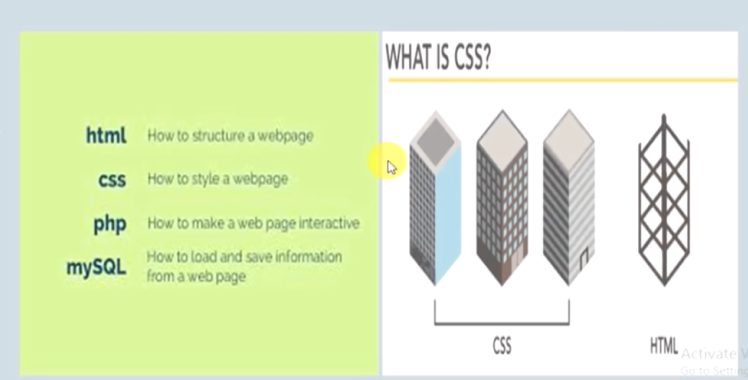 html How to structure a webpage
css How to style a webpage
php How to make a web page interactive
mySQL How to load and save information
from a web page
WHAT IS CSS?
CSS
HTML
Activate
Go to Setting